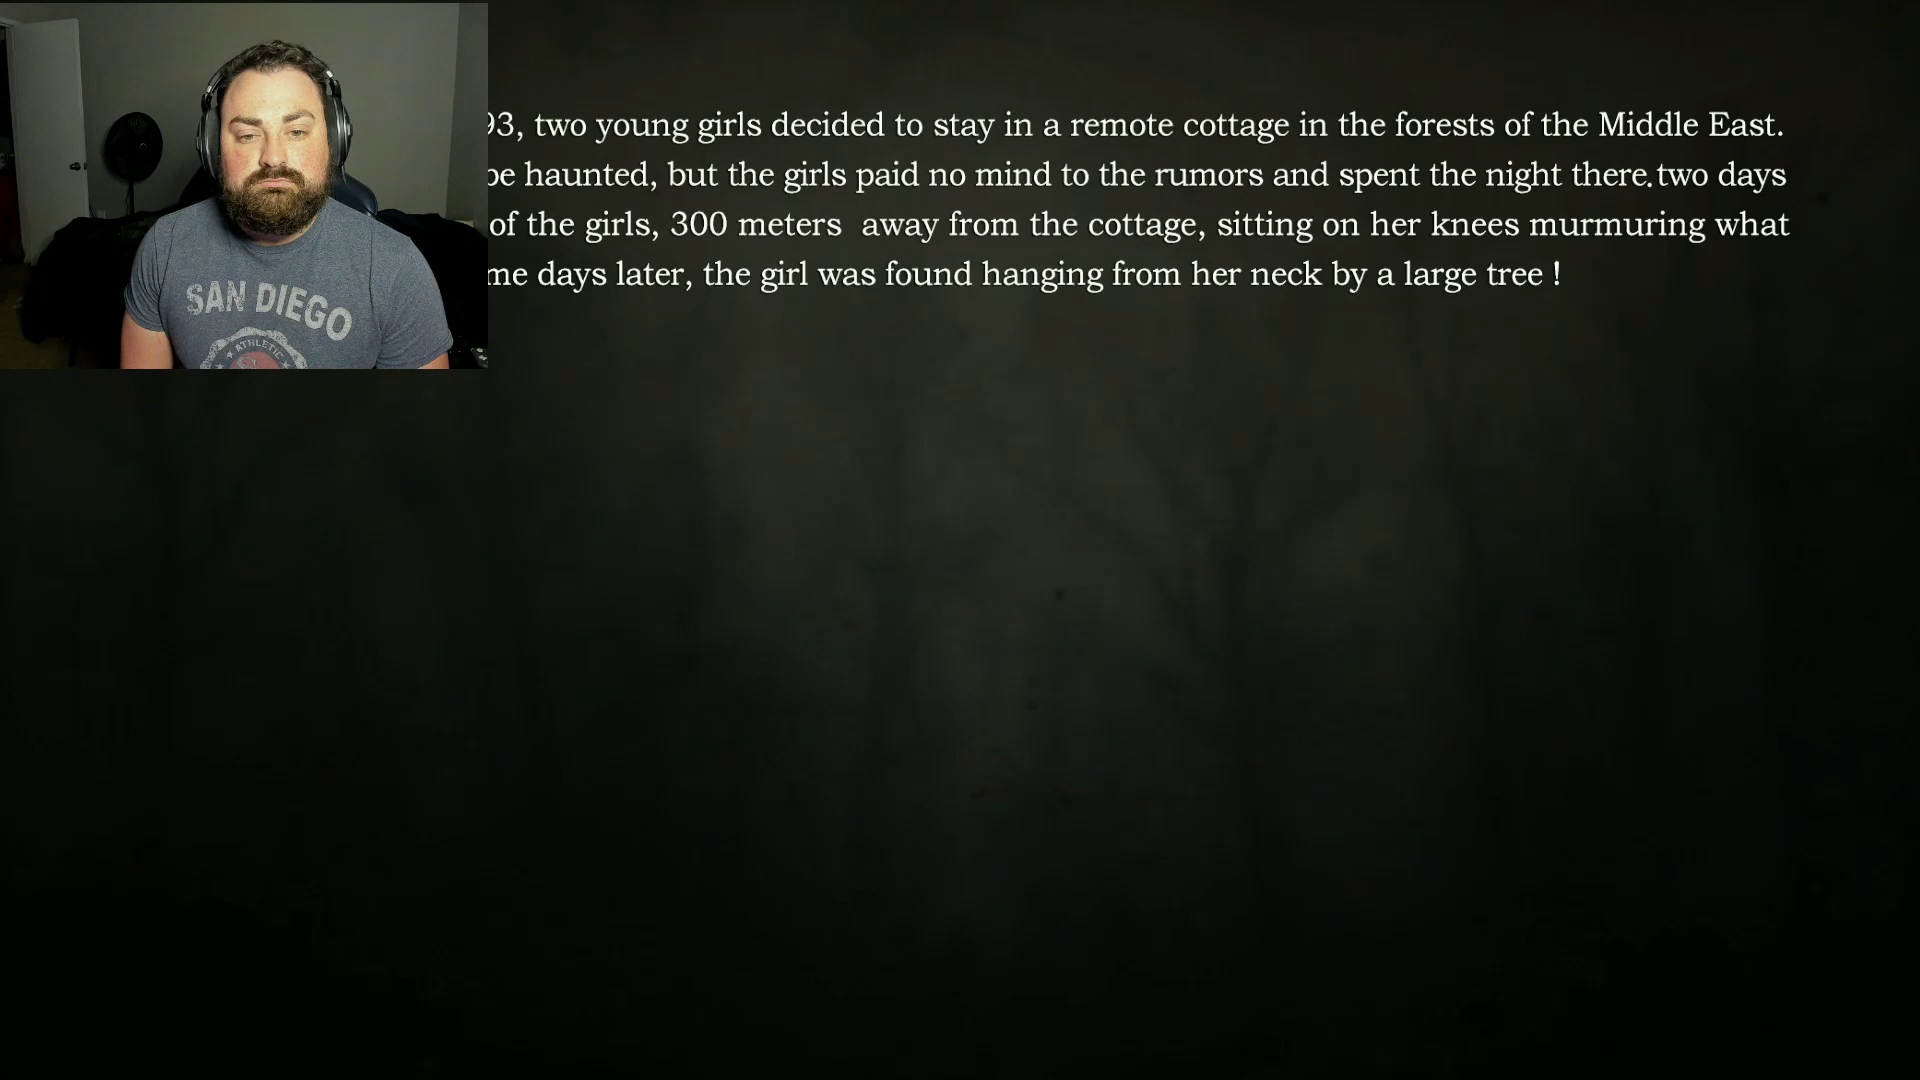 SAN DIEGO
ATHLETIC
93, two young girls decided to stay in a remote cottage in the forests of the Middle East.
be haunted, but the girls paid no mind to the rumors and spent the night there.two days
of the girls, 300 meters away from the cottage, sitting on her knees murmuring what
me days later, the girl was found hanging from her neck by a large tree !